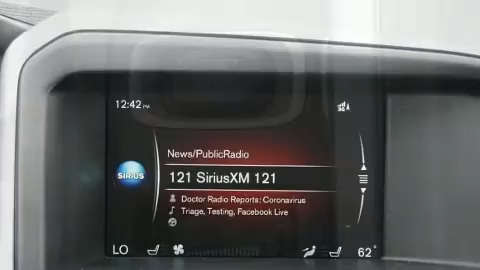 12:42 PM
News/PublicRadio
SIRIUS
121 SiriusXM 121
Doctor Radio Reports: Coronavirus
Triage, Testing, Facebook Live
LO
62°